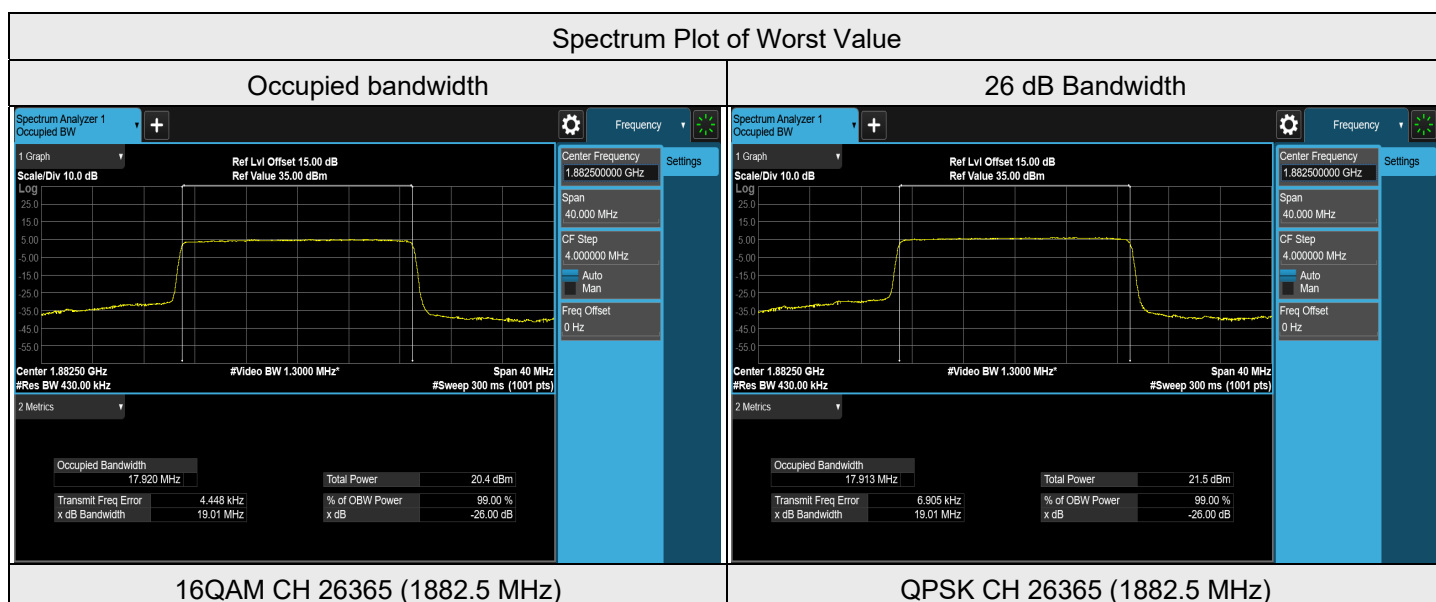 Spectrum Plot of Worst Value
Occupied bandwidth
26 dB Bandwidth
Spectrum Analyzer 1
Occupied BW
+
Frequency
1 Graph
Ref Lvl Offset 15.00 dB
Scale/Div 10.0 dB
Ref Value 35.00 dBm
Log
25.0
15.0
5.00
-5.00
-15.0
-25.0
-35.0
-45.0
-55.0
Center 1.88250 GHz
#Video BW 1.3000 MHz*
Span 40 MHz
#Res BW 430.00 kHz
#Sweep 300 ms (1001 pts)
Center Frequency
1.882500000 GHz
Settings
Span
40.000 MHz
CF Step
4.000000 MHz
Auto
Man
Freq Offset
0 Hz
2 Metrics
Occupied Bandwidth
17.920 MHz
Total Power 20.4 dBm
Transmit Freq Error 4.448 kHz
% of OBW Power 99.00 %
x dB Bandwidth 19.01 MHz
x dB -26.00 dB
Spectrum Analyzer 1
Occupied BW
+
Frequency
1 Graph
Ref Lvl Offset 15.00 dB
Scale/Div 10.0 dB
Ref Value 35.00 dBm
Log
25.0
15.0
5.00
-5.00
-15.0
-25.0
-35.0
-45.0
-55.0
Center 1.88250 GHz
#Video BW 1.3000 MHz*
Span 40 MHz
#Res BW 430.00 kHz
#Sweep 300 ms (1001 pts)
Center Frequency
1.882500000 GHz
Settings
Span
40.000 MHz
CF Step
4.000000 MHz
Auto
Man
Freq Offset
0 Hz
2 Metrics
Occupied Bandwidth
17.913 MHz
Total Power 21.5 dBm
Transmit Freq Error 6.905 kHz
% of OBW Power 99.00 %
x dB Bandwidth 19.01 MHz
x dB -26.00 dB
16QAM CH 26365 (1882.5 MHz)
QPSK CH 26365 (1882.5 MHz)